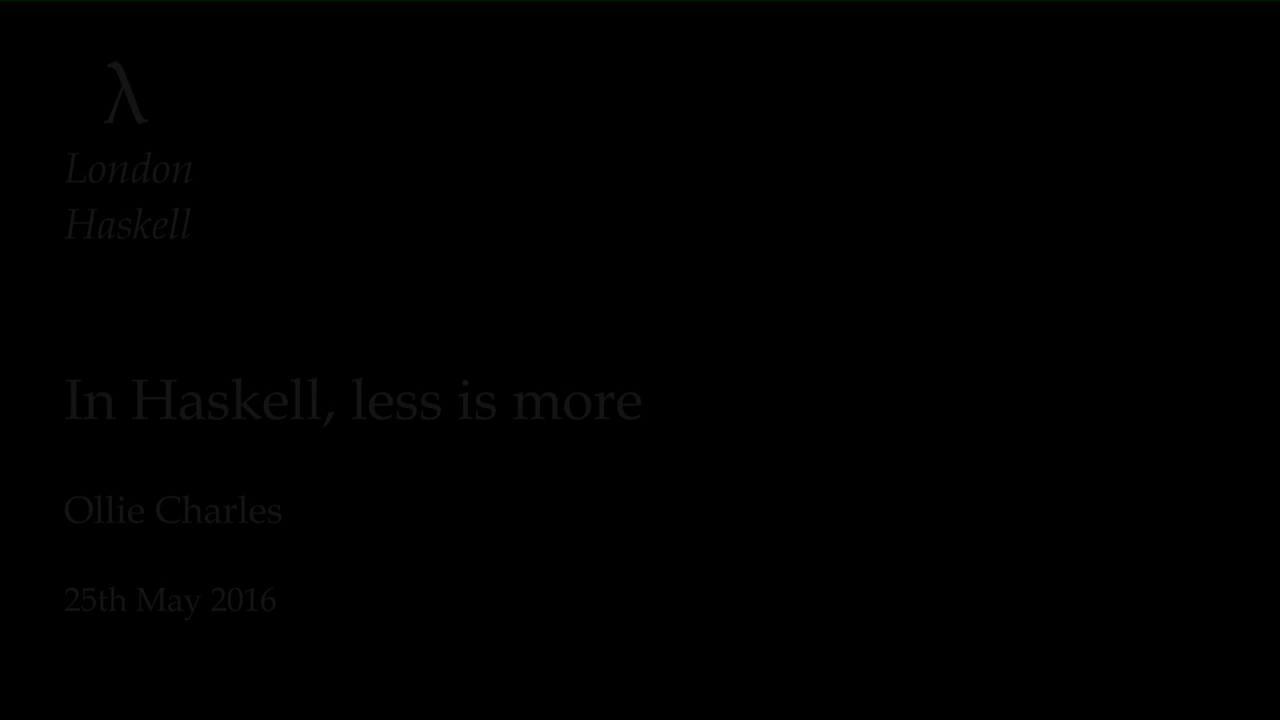 λ
London
Haskell
In Haskell, less is more
Ollie Charles
25th May 2016